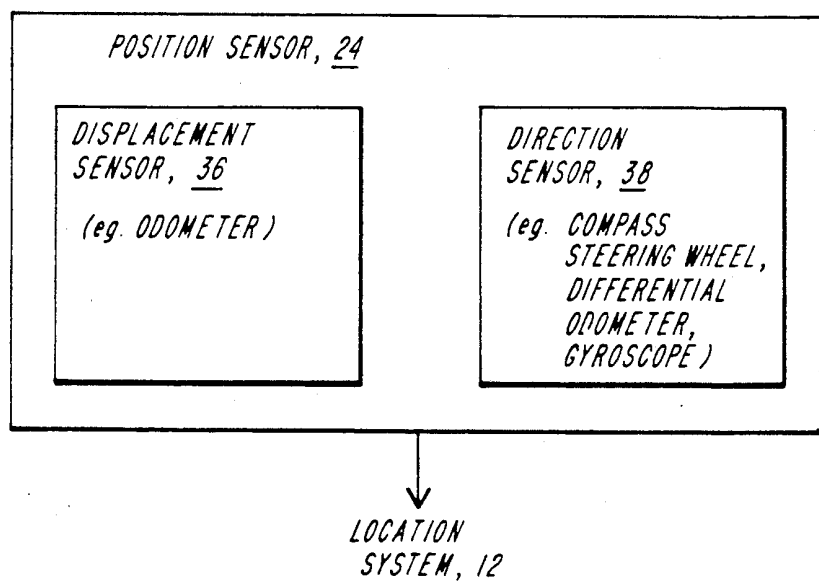 POSITION SENSOR, 24
DISPLACEMENT
SENSOR, 36
(eg. ODOMETER)
DIRECTION
SENSOR, 38
(eg. COMPASS
STEERING WHEEL,
DIFFERENTIAL
ODOMETER,
GYROSCOPE)
LOCATION
SYSTEM, 12